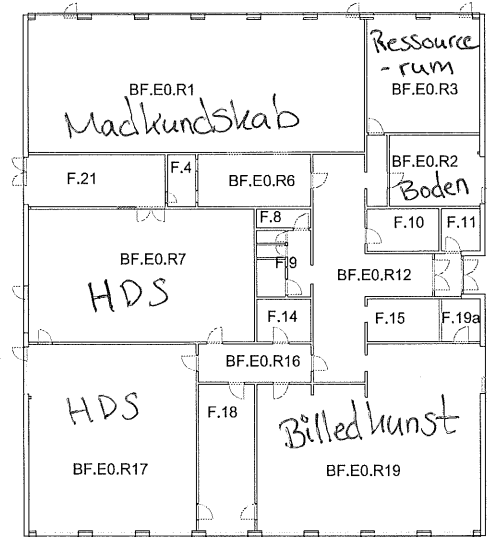 Ressource
- rum
BF.E0.R1
BF.E0.R3
Madkundskab
F.4
BF.E0.R2
F.21
BF.E0.R6
Boden
F.8
F.10
F.11
BF.E0.R7
F.9
BF.E0.R12
HDS
F.14
F.15
F.19a
BF.E0.R16
HDS
F.18
Billedkunst
BF.E0.R17
BF.E0.R19